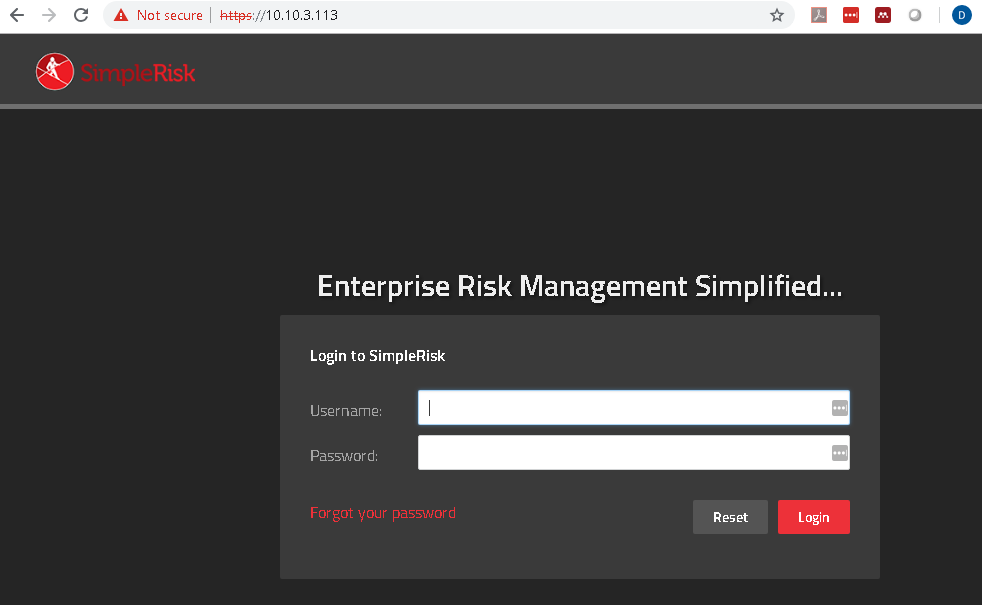 Not secure | https://10.10.3.113
D
SimpleRisk
Enterprise Risk Management Simplified...
Login to SimpleRisk
Username:
Password:
Forgot your password
Reset
Login